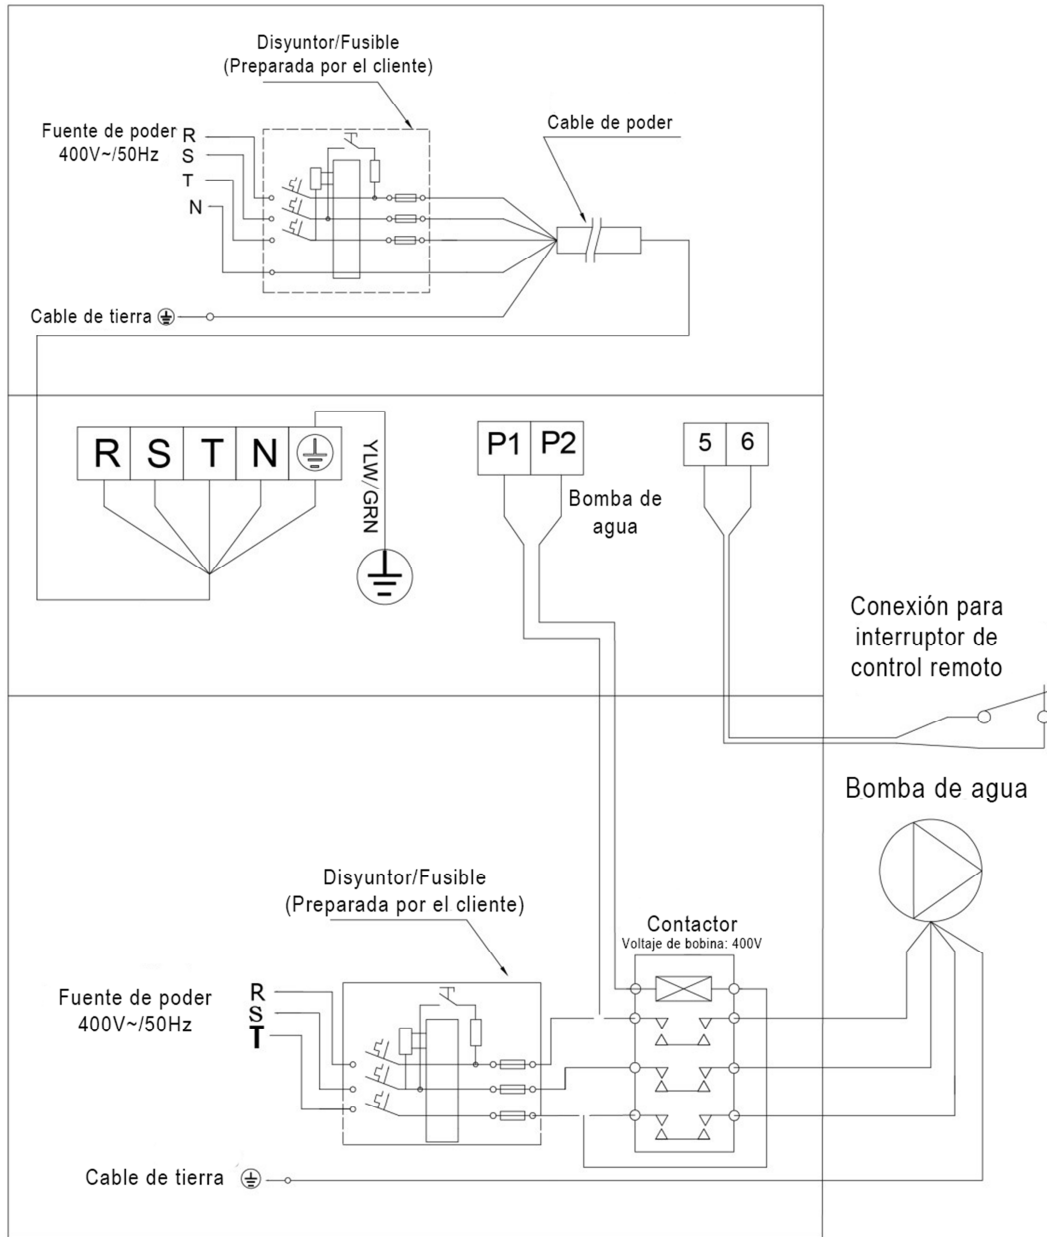 Disyuntor/Fusible
(Preparada por el cliente)
Fuente de poder
400V~/50Hz
R
S
T
N
Cable de poder
Cable de tierra
R S T N
YLW/GRN
P1 P2
Bomba de
agua
5 6
Conexión para
interruptor de
control remoto
Bomba de agua
Disyuntor/Fusible
(Preparada por el cliente)
Contactor
Voltaje de bobina: 400V
Fuente de poder
400V~/50Hz
R
S
T
Cable de tierra